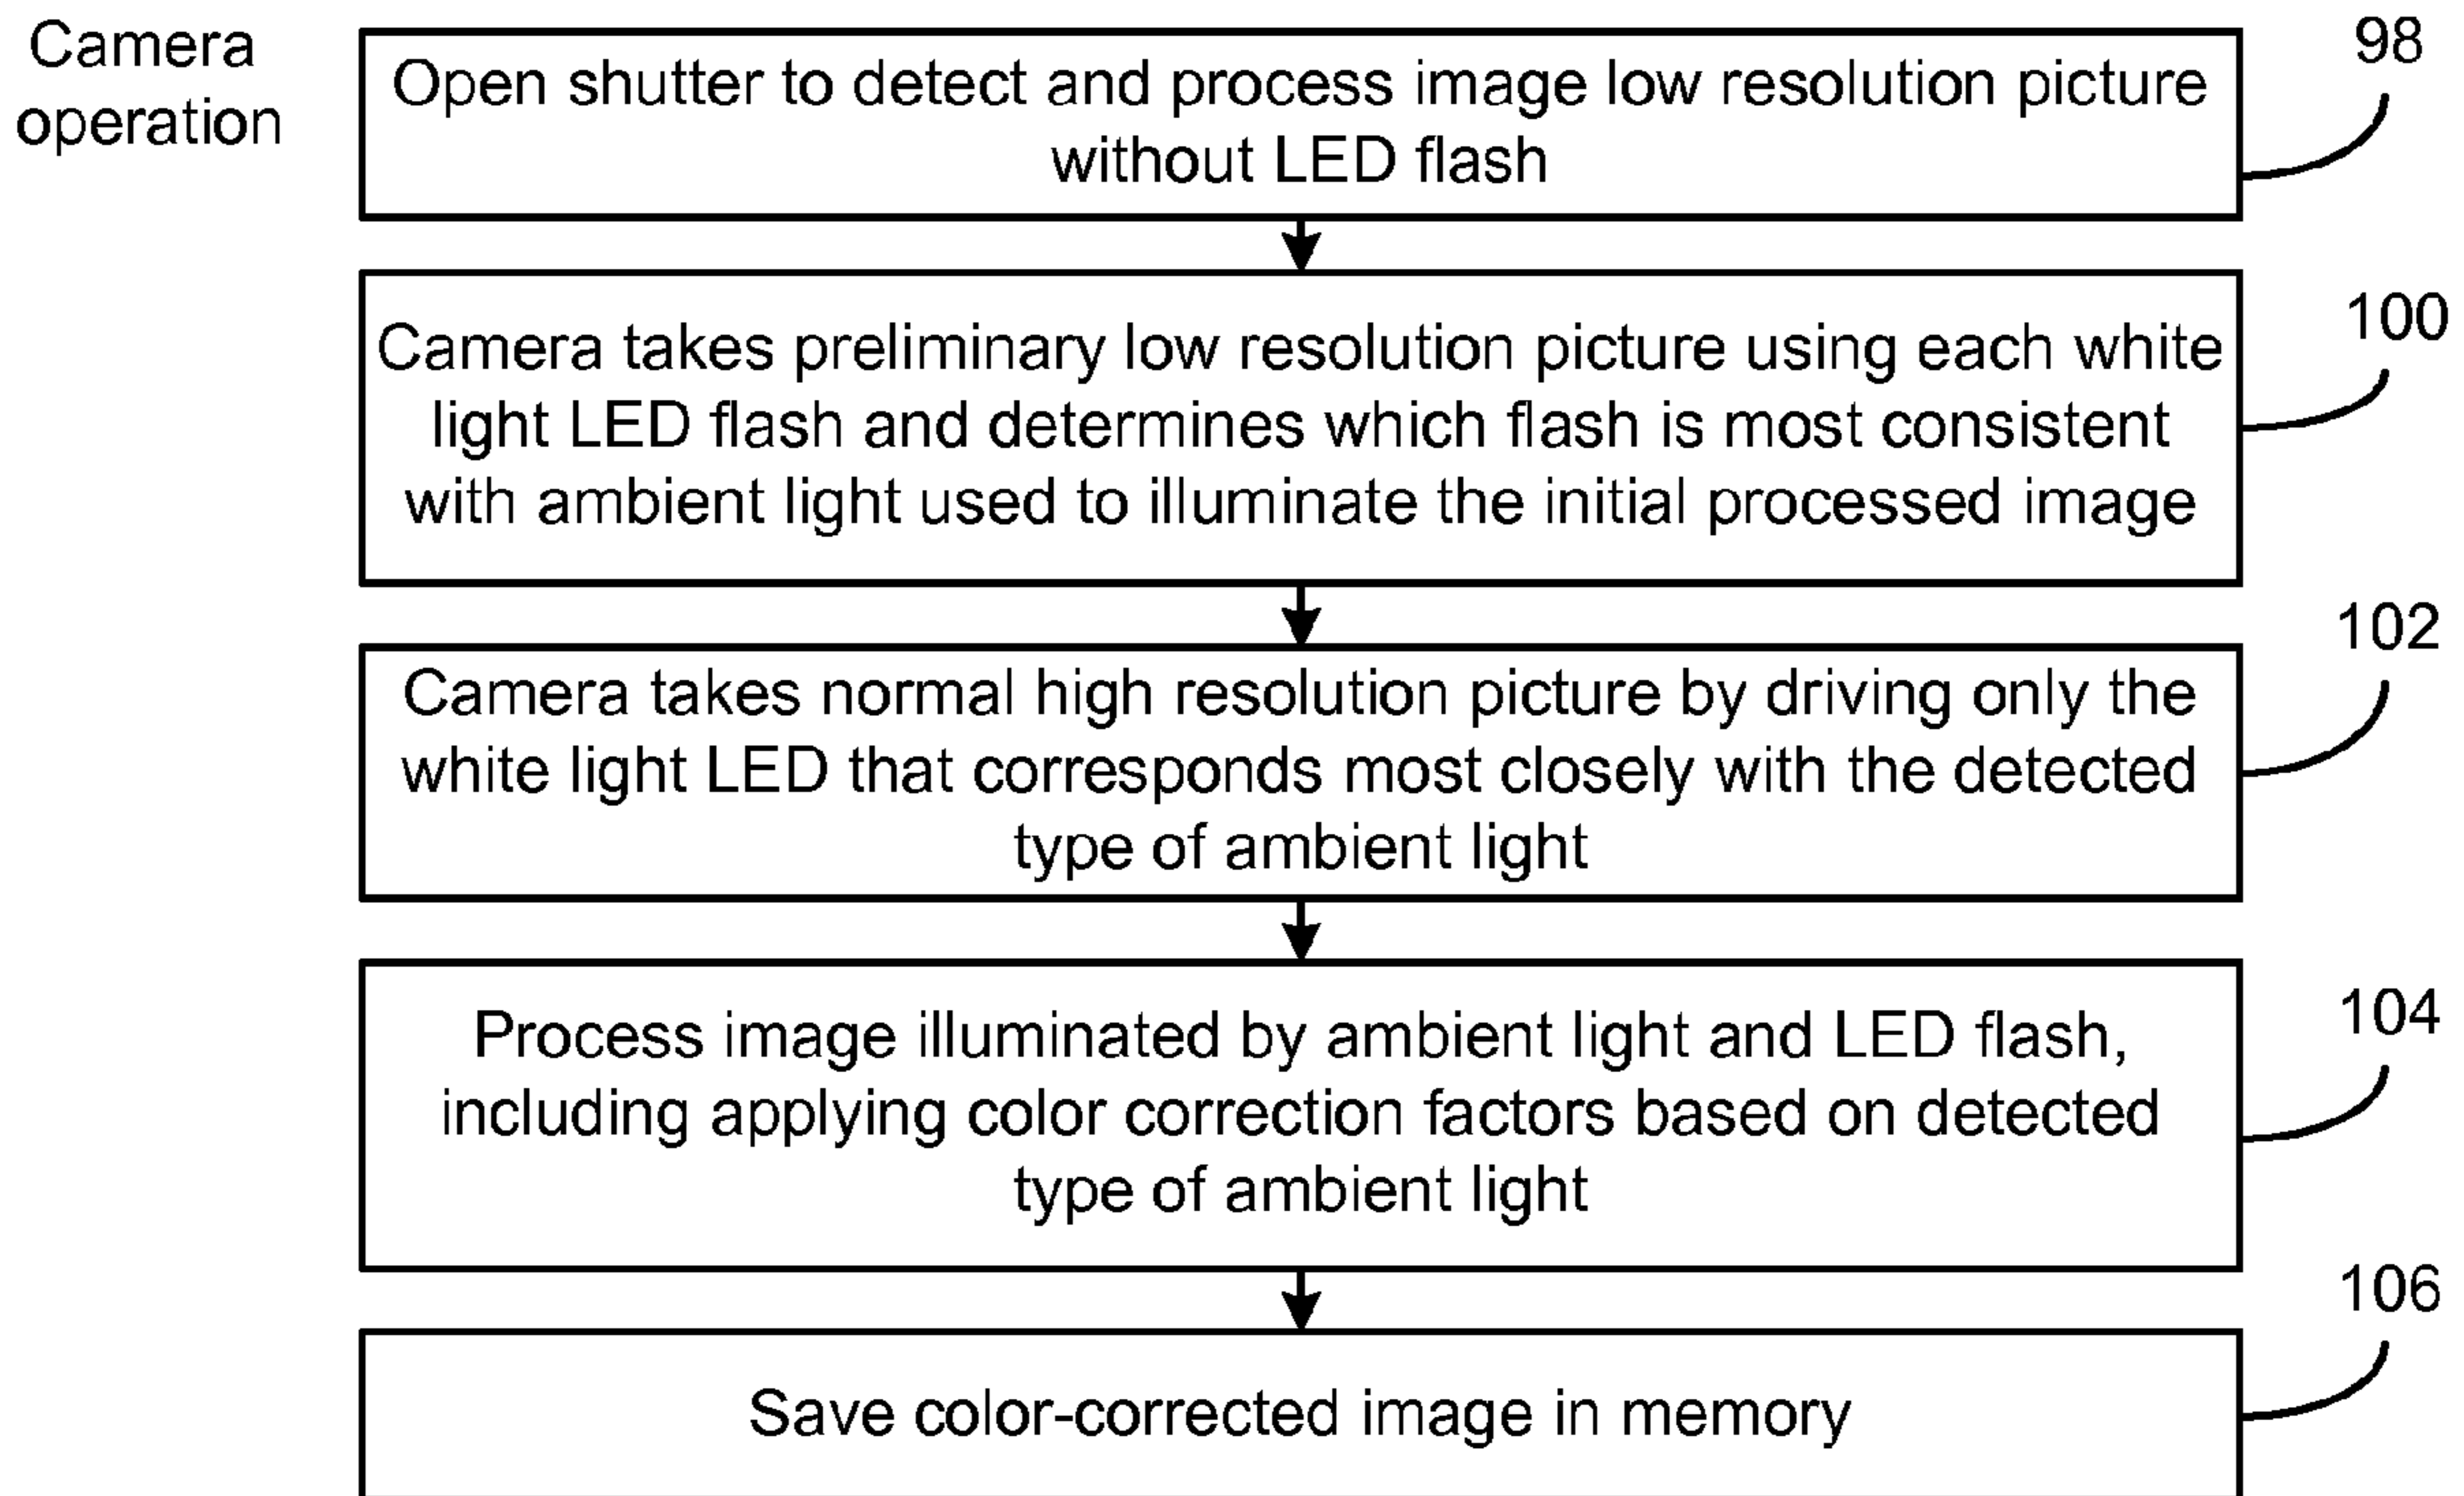 Camera
operation
98
Open shutter to detect and process image low resolution picture
without LED flash
100
Camera takes preliminary low resolution picture using each white
light LED flash and determines which flash is most consistent
with ambient light used to illuminate the initial processed image
102
Camera takes normal high resolution picture by driving only the
white light LED that corresponds most closely with the detected
type of ambient light
104
Process image illuminated by ambient light and LED flash,
including applying color correction factors based on detected
type of ambient light
106
Save color-corrected image in memory